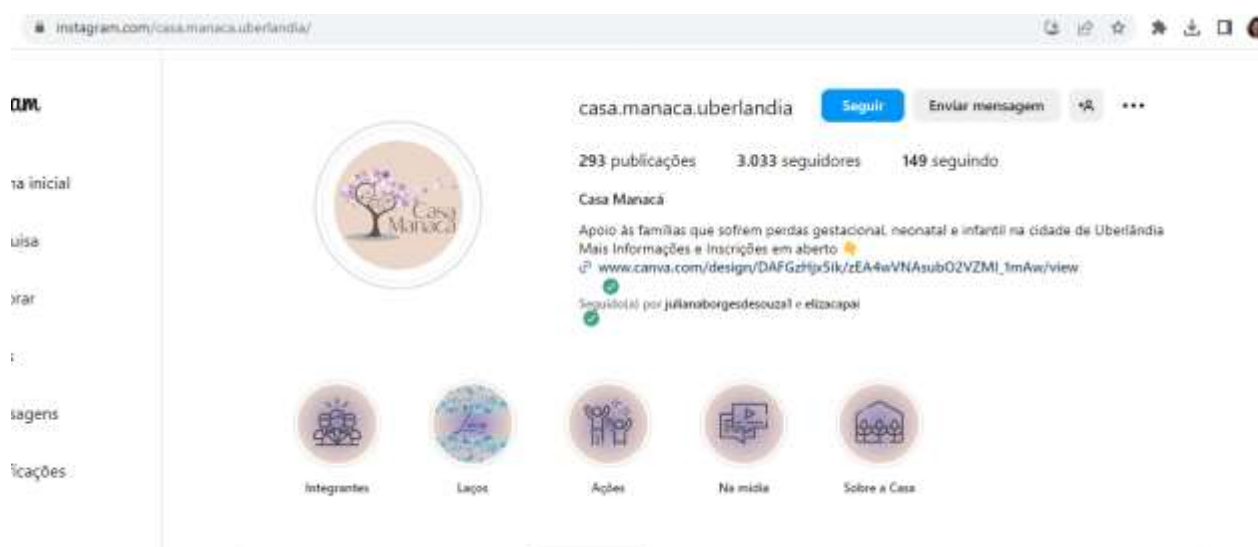 instagram.com/casa.manaca.uberlandia/
am
na inicial
uisa
rar
sagens
ficações
Casa
Manacá
casa.manaca.uberlandia Seguir Enviar mensagem
293 publicações 3.033 seguidores 149 seguindo
Casa Manacá
Apoio às famílias que sofrem perdas gestacional, neonatal e infantil na cidade de Uberlândia
Mais Informações e Inscrições em aberto 👇
www.canva.com/design/DAFGzHjx5ik/zEA4wVNAsubO2VZMI_1mAw/view
Seguido(a) por julianaborgesdesouza1 e elizacapai
Integrantes Laços Ações Na mídia Sobre a Casa